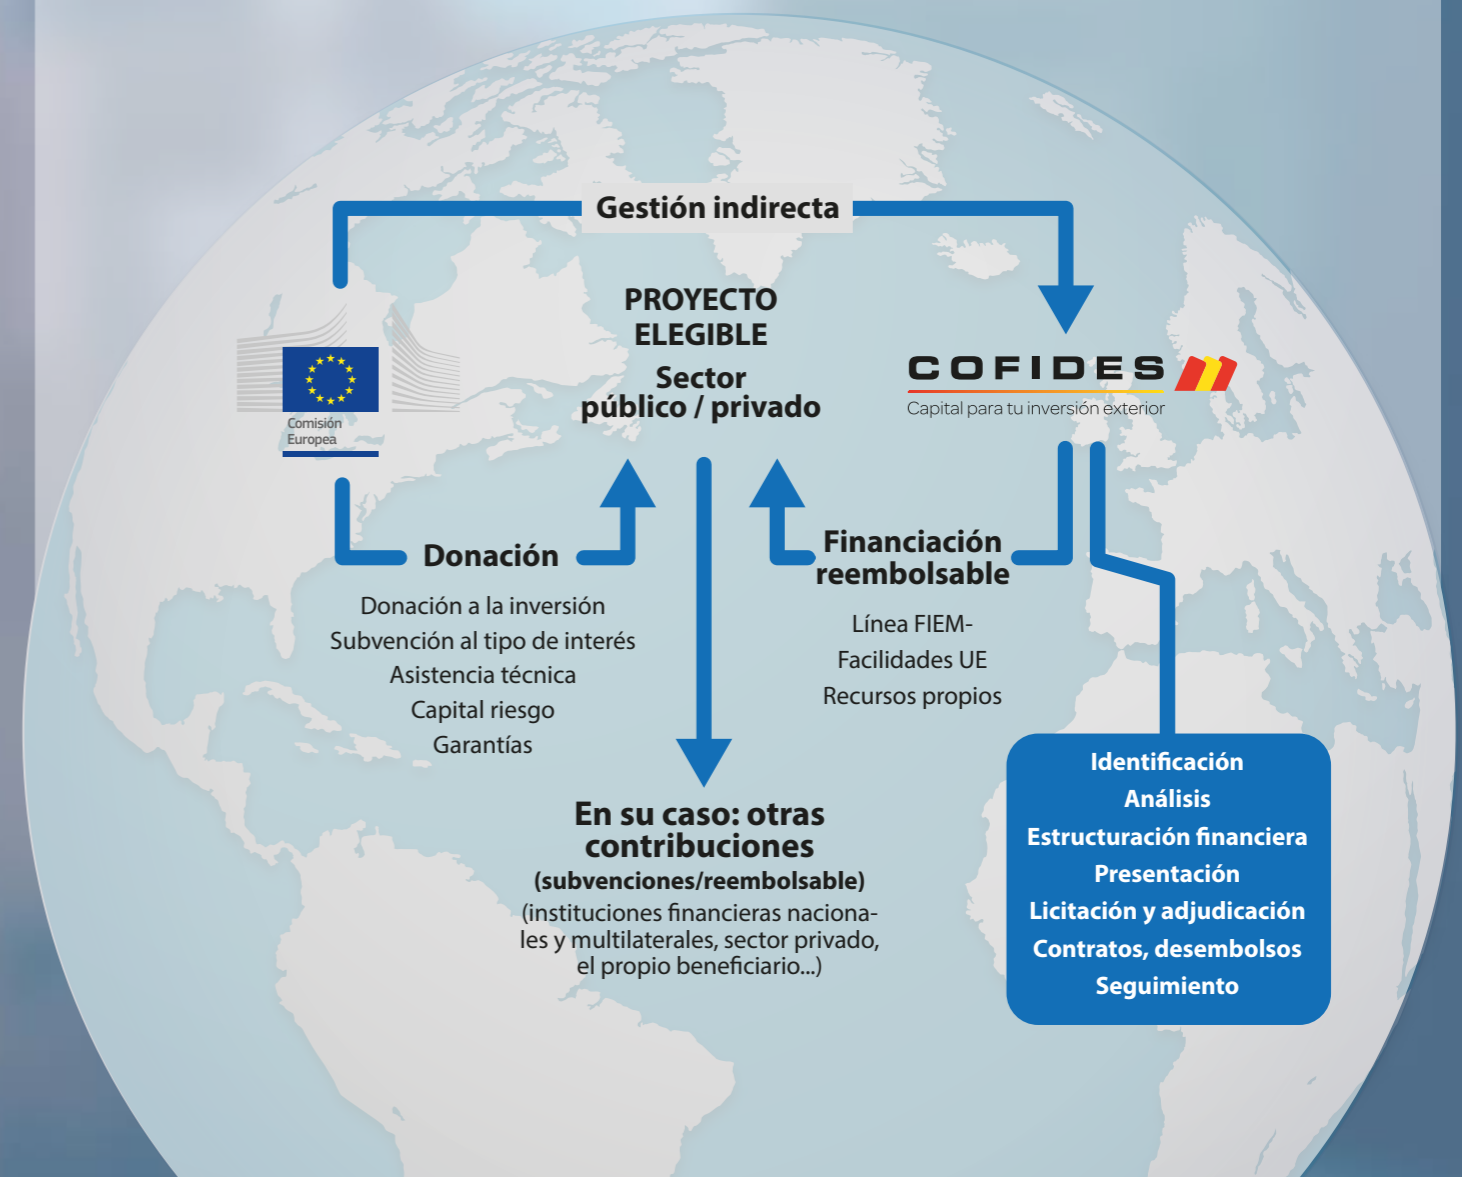 Gestión indirecta
PROYECTO
ELEGIBLE
Sector
público / privado
Comisión
Europea
COFIDES
Capital para tu inversión exterior
Donación
Donación a la inversión
Subvención al tipo de interés
Asistencia técnica
Capital riesgo
Garantías
Financiación
reembolsable
Línea FIEM-
Facilidades UE
Recursos propios
En su caso: otras
contribuciones
(subvenciones/reembolsable)
(instituciones financieras naciona-
les y multilaterales, sector privado,
el propio beneficiario...)
Identificación
Análisis
Estructuración financiera
Presentación
Licitación y adjudicación
Contratos, desembolsos
Seguimiento